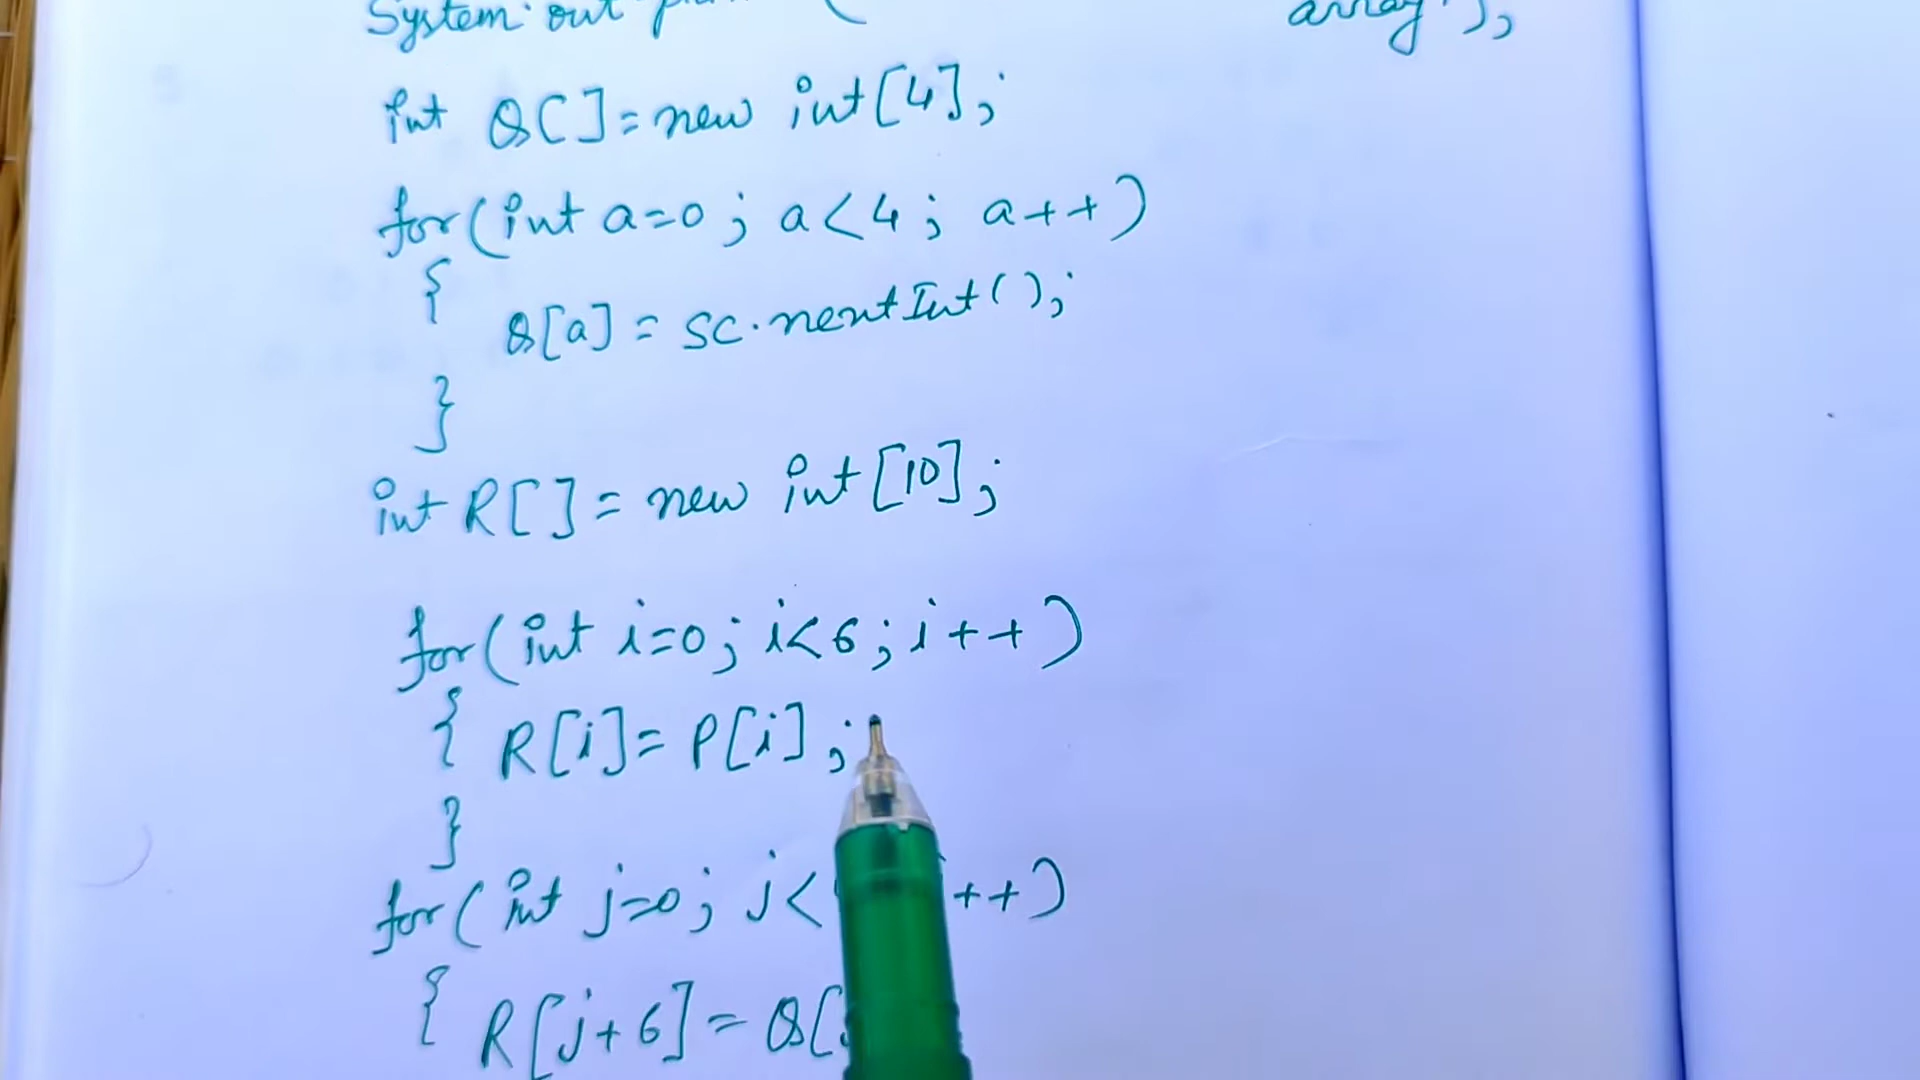 System.out. (
array");
int Q[]=new int[4];
for(int a=0; a<4; a++)
{
Q[a] = sc.nextInt();
}
int R[]= new int[10];
for(int i=0; i<6; i++)
{ R[i]= P[i];
}
for(int j=0; j< ++)
{ R[j+6]= Q[